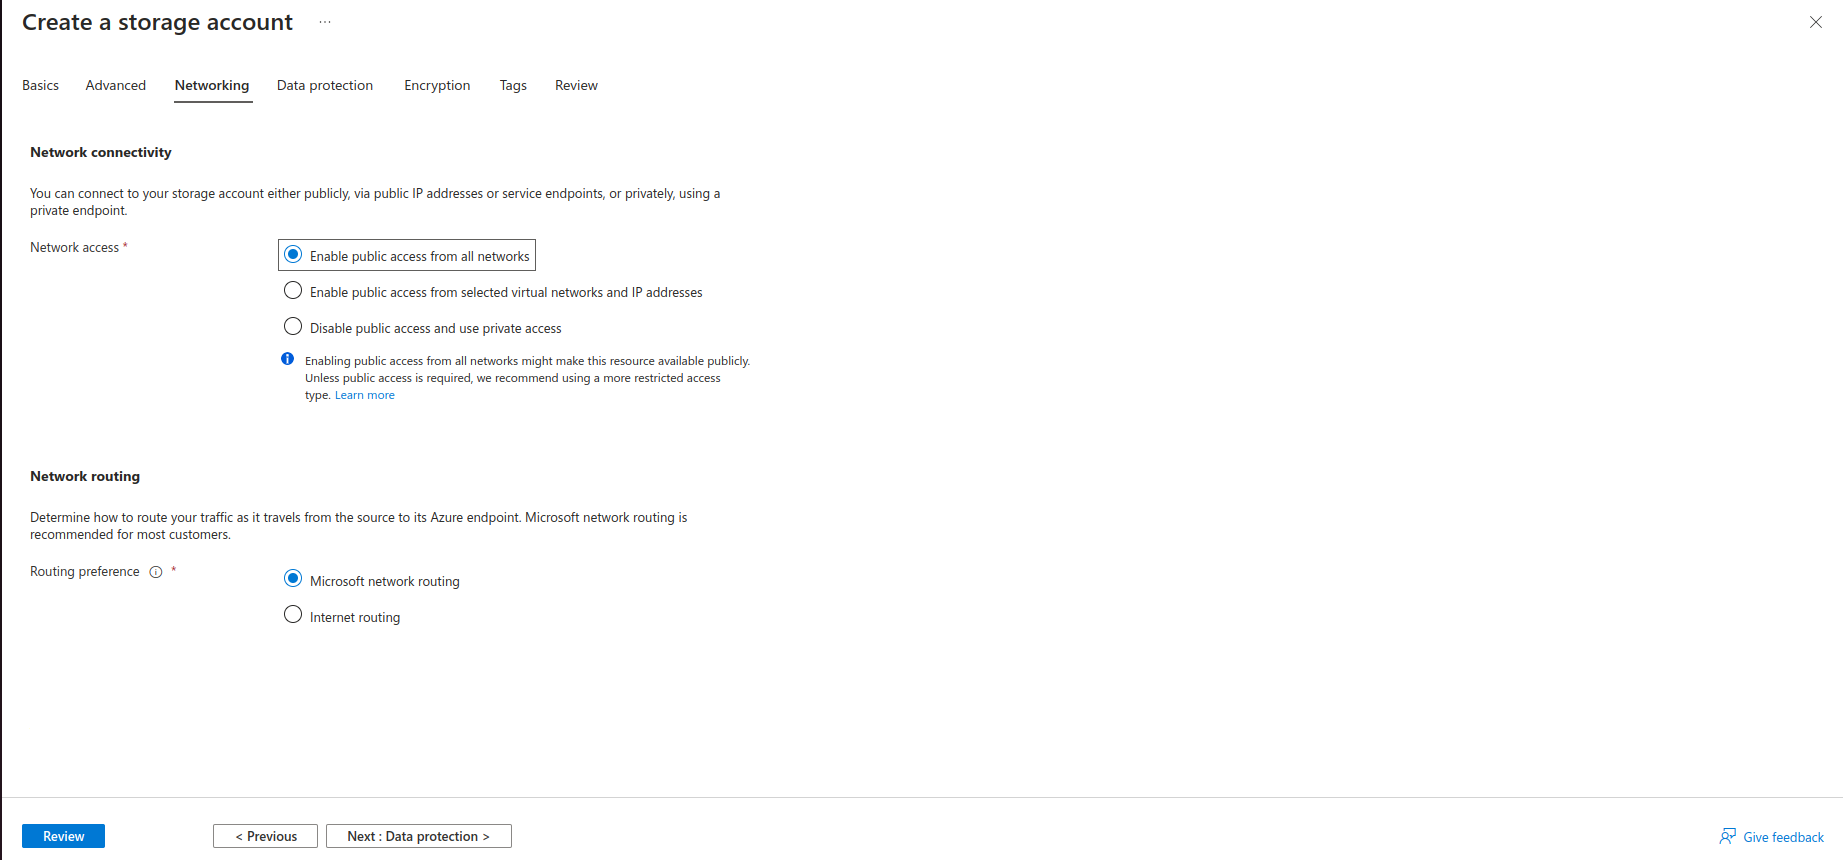 Create a storage account ...
Basics Advanced Networking Data protection Encryption Tags Review
Network connectivity
You can connect to your storage account either publicly, via public IP addresses or service endpoints, or privately, using a
private endpoint.
Network access *
Enable public access from all networks
Enable public access from selected virtual networks and IP addresses
Disable public access and use private access
Enabling public access from all networks might make this resource available publicly.
Unless public access is required, we recommend using a more restricted access
type. Learn more
Network routing
Determine how to route your traffic as it travels from the source to its Azure endpoint. Microsoft network routing is
recommended for most customers.
Routing preference *
Microsoft network routing
Internet routing
Review < Previous Next : Data protection > Give feedback